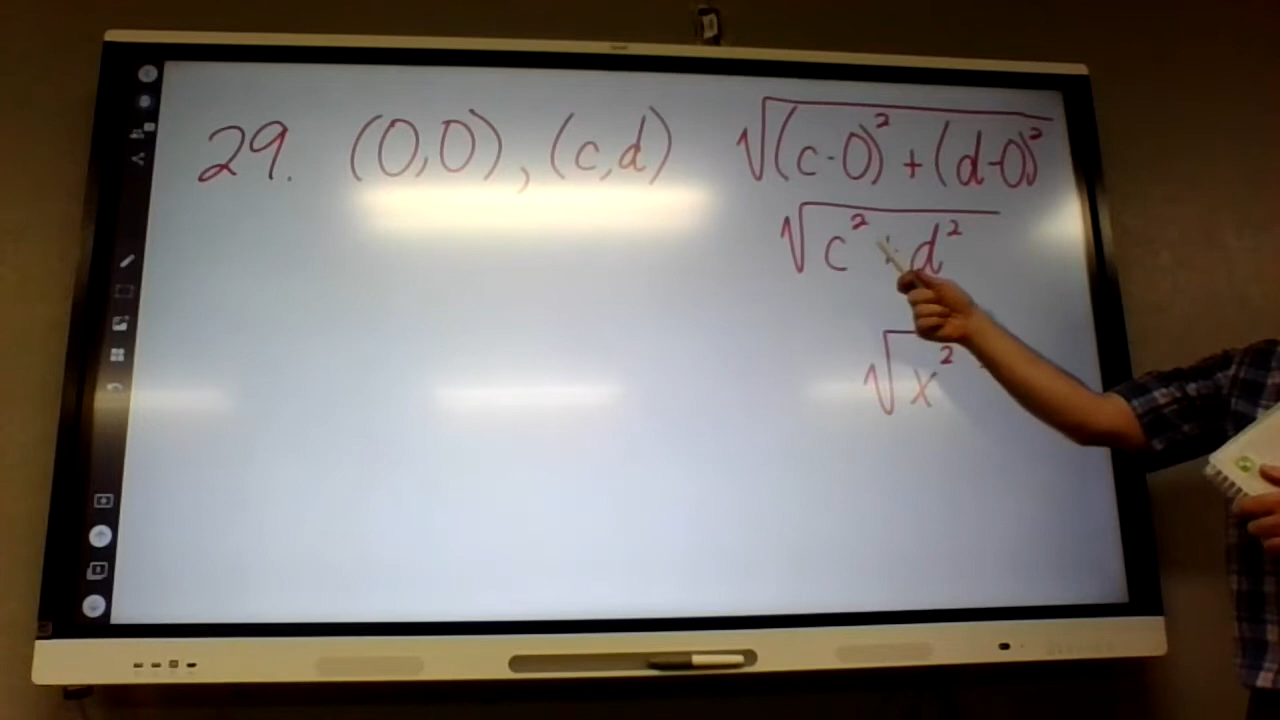 29. (0,0), (c,d) √(c-0)² + (d-0)²
√c² + d²
√x²